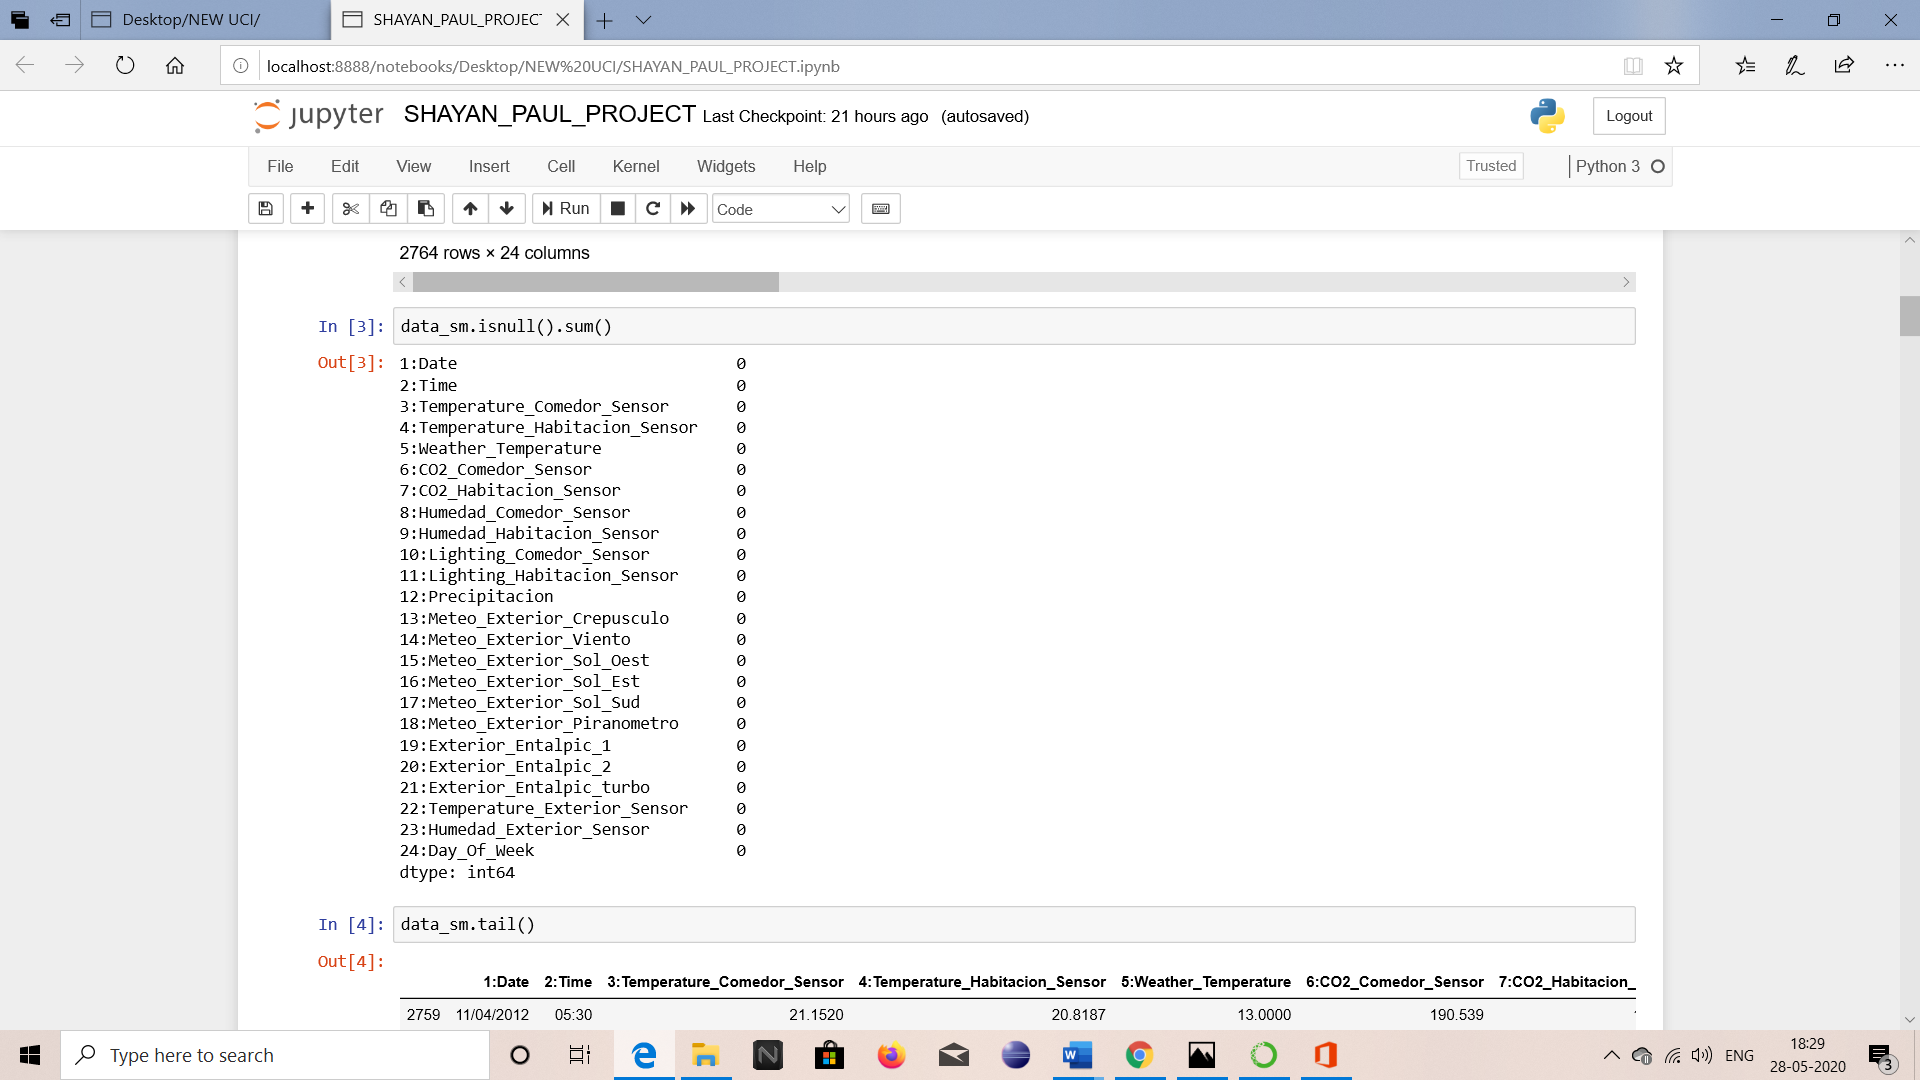 Desktop/NEW UCI/
SHAYAN_PAUL_PROJEC
localhost:8888/notebooks/Desktop/NEW%20UCI/SHAYAN_PAUL_PROJECT.ipynb
jupyter SHAYAN_PAUL_PROJECT Last Checkpoint: 21 hours ago (autosaved) Logout
File Edit View Insert Cell Kernel Widgets Help Trusted Python 3
Run Code
2764 rows × 24 columns
In [3]: data_sm.isnull().sum()
Out[3]: 1:Date 0
2:Time 0
3:Temperature_Comedor_Sensor 0
4:Temperature_Habitacion_Sensor 0
5:Weather_Temperature 0
6:CO2_Comedor_Sensor 0
7:CO2_Habitacion_Sensor 0
8:Humedad_Comedor_Sensor 0
9:Humedad_Habitacion_Sensor 0
10:Lighting_Comedor_Sensor 0
11:Lighting_Habitacion_Sensor 0
12:Precipitacion 0
13:Meteo_Exterior_Crepusculo 0
14:Meteo_Exterior_Viento 0
15:Meteo_Exterior_Sol_Oest 0
16:Meteo_Exterior_Sol_Est 0
17:Meteo_Exterior_Sol_Sud 0
18:Meteo_Exterior_Piranometro 0
19:Exterior_Entalpic_1 0
20:Exterior_Entalpic_2 0
21:Exterior_Entalpic_turbo 0
22:Temperature_Exterior_Sensor 0
23:Humedad_Exterior_Sensor 0
24:Day_Of_Week 0
dtype: int64
In [4]: data_sm.tail()
Out[4]:
1:Date 2:Time 3:Temperature_Comedor_Sensor 4:Temperature_Habitacion_Sensor 5:Weather_Temperature 6:CO2_Comedor_Sensor 7:CO2_Habitacion_
2759 11/04/2012 05:30 21.1520 20.8187 13.0000 190.539
Type here to search
ENG
18:29
28-05-2020
3